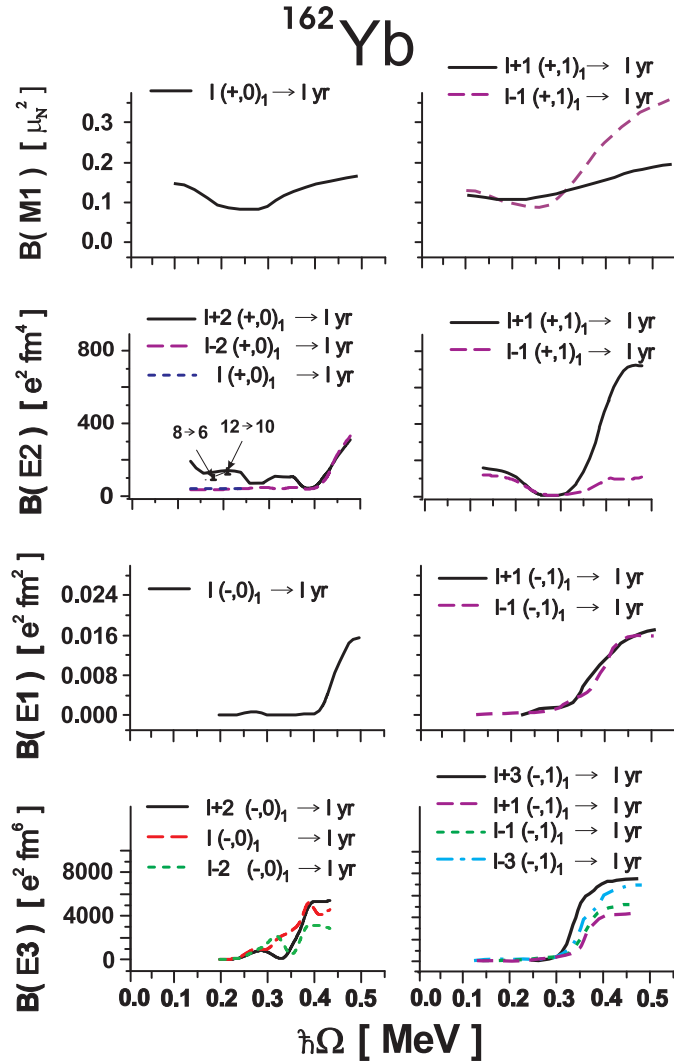 162Yb
I (+,0)1 → I yr
I+1 (+,1)1 → I yr
I-1 (+,1)1 → I yr
B( M1 ) [ μN2 ]
0.3
0.2
0.1
0.0
I+2 (+,0)1 → I yr
I-2 (+,0)1 → I yr
I (+,0)1 → I yr
I+1 (+,1)1 → I yr
I-1 (+,1)1 → I yr
B( E2 ) [ e2 fm4 ]
800
400
0
8→6
12→10
I (-,0)1 → I yr
I+1 (-,1)1 → I yr
I-1 (-,1)1 → I yr
B( E1 ) [ e2 fm2 ]
0.024
0.016
0.008
0.000
I+2 (-,0)1 → I yr
I (-,0)1 → I yr
I-2 (-,0)1 → I yr
I+3 (-,1)1 → I yr
I+1 (-,1)1 → I yr
I-1 (-,1)1 → I yr
I-3 (-,1)1 → I yr
B( E3 ) [ e2 fm6 ]
8000
4000
0
0.0 0.1 0.2 0.3 0.4 0.5 0.0 0.1 0.2 0.3 0.4 0.5
ħΩ [ MeV ]